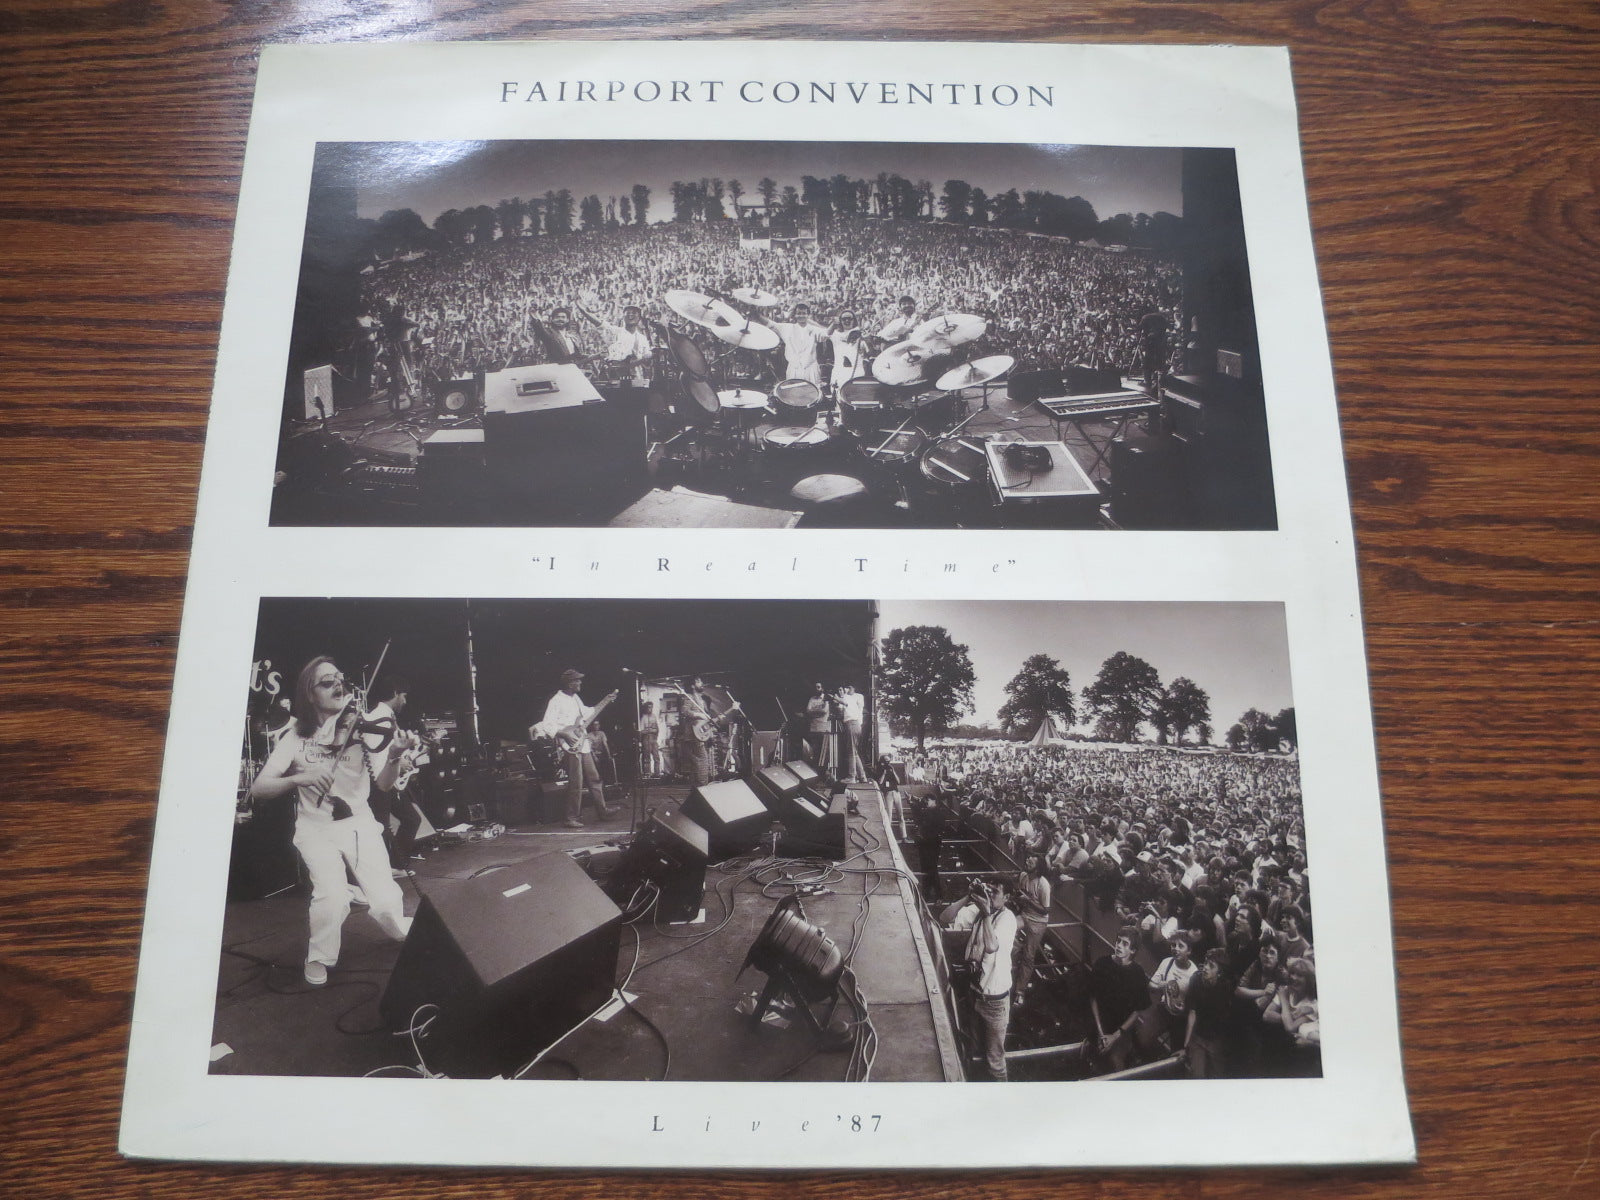 FAIRPORT CONVENTION
“In Real Time”
t's
Live '87